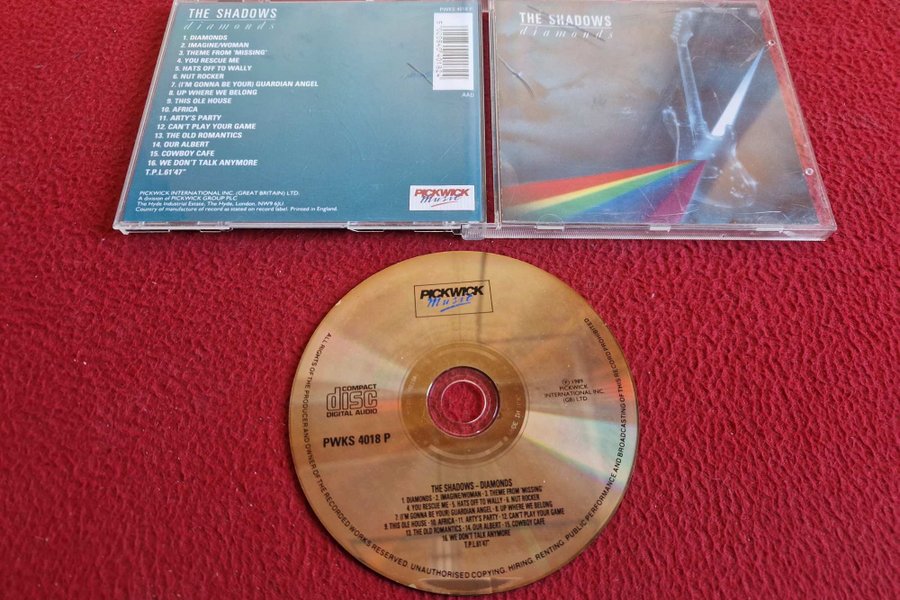 THE SHADOWS
diamonds
PWKS 4018 P
1. DIAMONDS
2. IMAGINE/WOMAN
3. THEME FROM 'MISSING'
4. YOU RESCUE ME
5. HATS OFF TO WALLY
6. NUT ROCKER
7. (I'M GONNA BE YOUR) GUARDIAN ANGEL
8. UP WHERE WE BELONG
9. THIS OLE HOUSE
10. AFRICA
11. ARTY'S PARTY
12. CAN'T PLAY YOUR GAME
13. THE OLD ROMANTICS
14. OUR ALBERT
15. COWBOY CAFE
16. WE DON'T TALK ANYMORE
T.P.L.61'47"
AAD
PICKWICK INTERNATIONAL INC. (GREAT BRITAIN) LTD.
A division of PICKWICK GROUP PLC
The Hyde Industrial Estate, The Hyde, London, NW9 6JU
Country of manufacture of record as stated on record label. Printed in England.
PICKWICK
Music
THE SHADOWS
diamonds
PICKWICK
Music
COMPACT
disc
DIGITAL AUDIO
PWKS 4018 P
℗ 1989
PICKWICK
INTERNATIONAL INC.
(GB) LTD.
THE SHADOWS - DIAMONDS
1. DIAMONDS · 2. IMAGINE/WOMAN · 3. THEME FROM 'MISSING'
4. YOU RESCUE ME · 5. HATS OFF TO WALLY · 6. NUT ROCKER
7. (I'M GONNA BE YOUR) GUARDIAN ANGEL · 8. UP WHERE WE BELONG
9. THIS OLE HOUSE · 10. AFRICA · 11. ARTY'S PARTY · 12. CAN'T PLAY YOUR GAME
13. THE OLD ROMANTICS · 14. OUR ALBERT · 15. COWBOY CAFE
16. WE DON'T TALK ANYMORE
T.P.L.61'47"
ALL RIGHTS OF THE PRODUCER AND OWNER OF THE RECORDED WORKS RESERVED. UNAUTHORISED COPYING, HIRING, RENTING, PUBLIC PERFORMANCE AND BROADCASTING OF THIS RECORD PROHIBITED